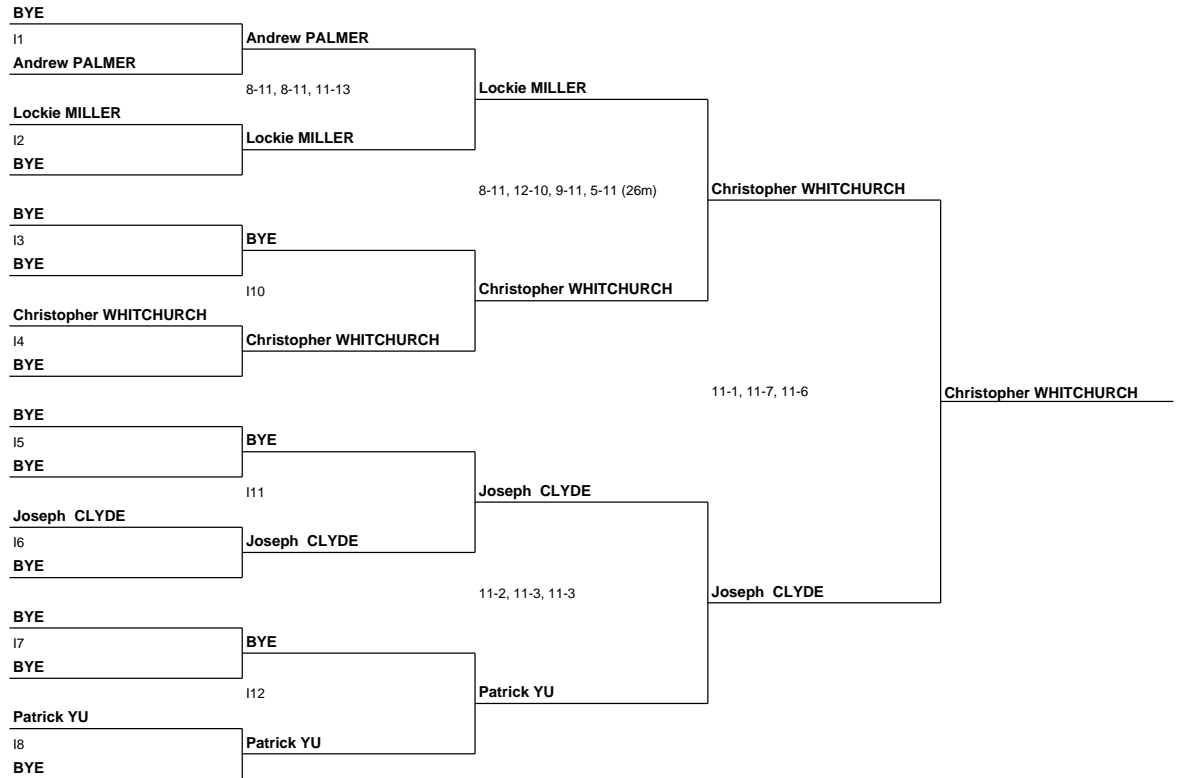 BYE
I1
Andrew PALMER
Andrew PALMER
8-11, 8-11, 11-13
Lockie MILLER
Lockie MILLER
I2
Lockie MILLER
BYE
8-11, 12-10, 9-11, 5-11 (26m)
Christopher WHITCHURCH
BYE
I3
BYE
BYE
I10
Christopher WHITCHURCH
Christopher WHITCHURCH
I4
Christopher WHITCHURCH
BYE
11-1, 11-7, 11-6
Christopher WHITCHURCH
BYE
I5
BYE
BYE
I11
Joseph  CLYDE
Joseph  CLYDE
I6
Joseph  CLYDE
BYE
11-2, 11-3, 11-3
Joseph  CLYDE
BYE
I7
BYE
BYE
I12
Patrick YU
Patrick YU
I8
Patrick YU
BYE